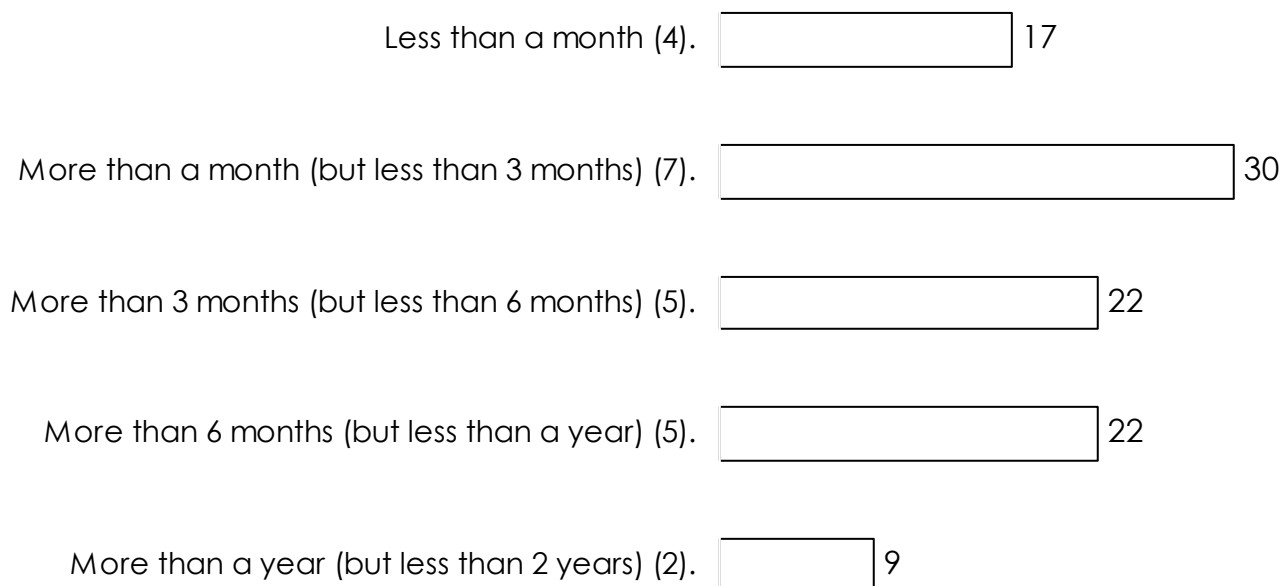 Less than a month (4). 17
More than a month (but less than 3 months) (7). 30
More than 3 months (but less than 6 months) (5). 22
More than 6 months (but less than a year) (5). 22
More than a year (but less than 2 years) (2). 9